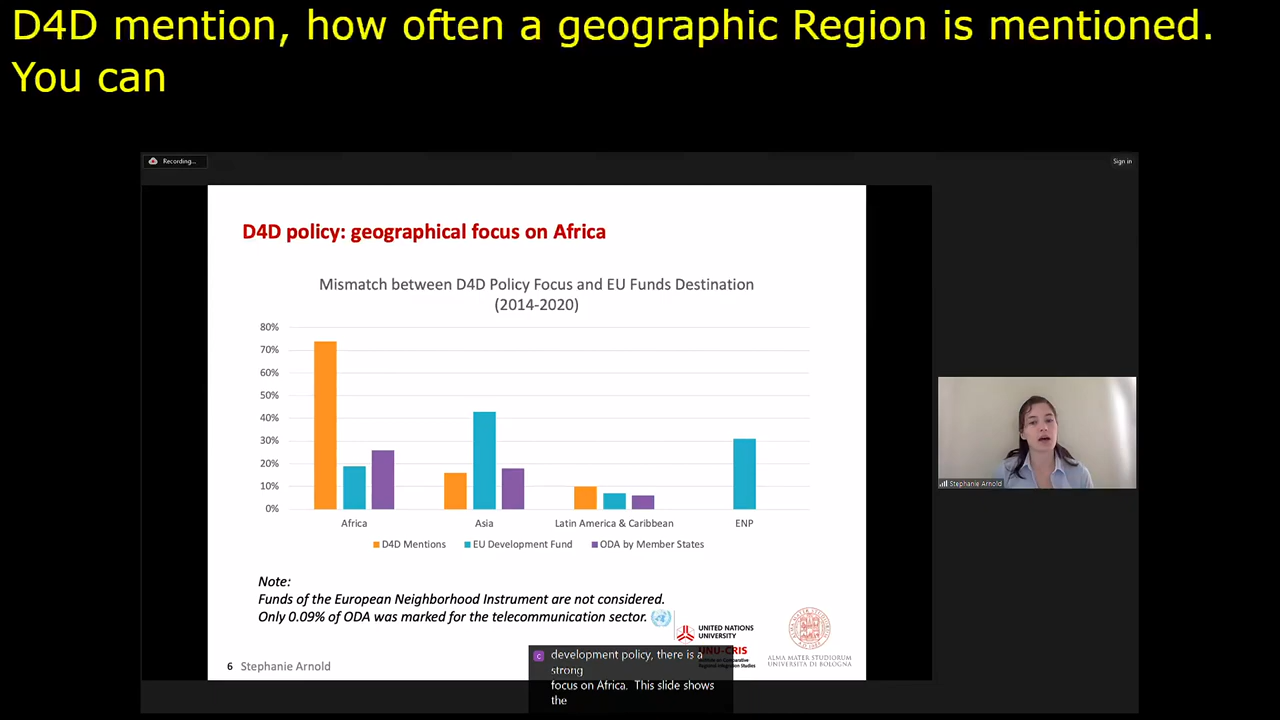 D4D mention, how often a geographic Region is mentioned.
You can
Recording...
Sign in
D4D policy: geographical focus on Africa
Mismatch between D4D Policy Focus and EU Funds Destination
(2014-2020)
80%
70%
60%
50%
40%
30%
20%
10%
0%
Africa
Asia
Latin America & Caribbean
ENP
D4D Mentions
EU Development Fund
ODA by Member States
Note:
Funds of the European Neighborhood Instrument are not considered.
Only 0.09% of ODA was marked for the telecommunication sector.
UNITED NATIONS
UNIVERSITY
UNU-CRIS
ALMA MATER STUDIORUM
UNIVERSITÀ DI BOLOGNA
6 Stephanie Arnold
C
development policy, there is a
strong
focus on Africa. This slide shows
the
Stephanie Arnold